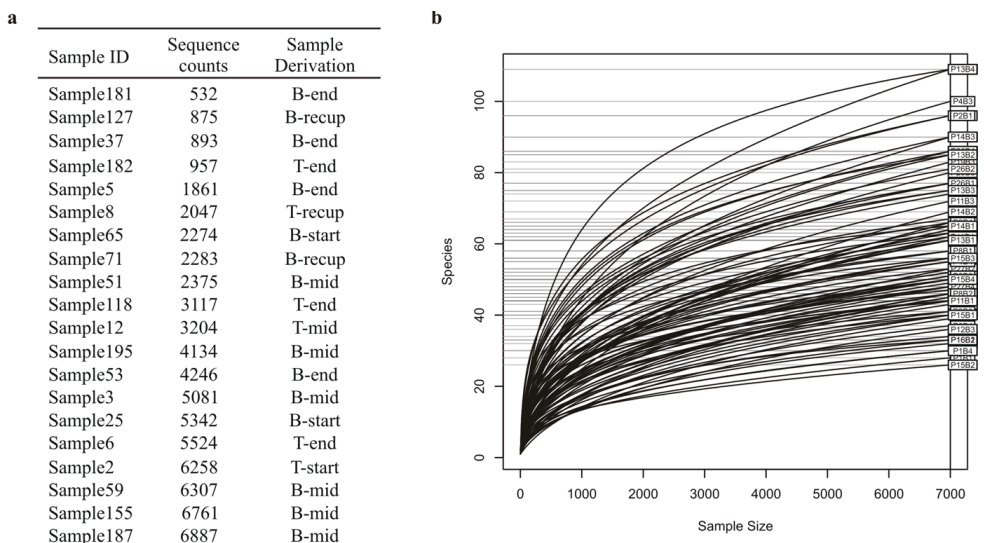 a
Sample ID Sequence counts Sample Derivation
Sample181 532 B-end
Sample127 875 B-recup
Sample37 893 B-end
Sample182 957 T-end
Sample5 1861 B-end
Sample8 2047 T-recup
Sample65 2274 B-start
Sample71 2283 B-recup
Sample51 2375 B-mid
Sample118 3117 T-end
Sample12 3204 T-mid
Sample195 4134 B-mid
Sample53 4246 B-end
Sample3 5081 B-mid
Sample25 5342 B-start
Sample6 5524 T-end
Sample2 6258 T-start
Sample59 6307 B-mid
Sample155 6761 B-mid
Sample187 6887 B-mid
b
Species
100
80
60
40
20
0
P13B4
P4B3
P2B1
P14B3
P13B2
P26B2
P26B1
P13B3
P11B3
P14B2
P14B1
P13B1
P8B1
P15B3
P15B4
P8B2
P11B1
P15B1
P12B3
P16B2
P1B4
P15B2
0 1000 2000 3000 4000 5000 6000 7000
Sample Size